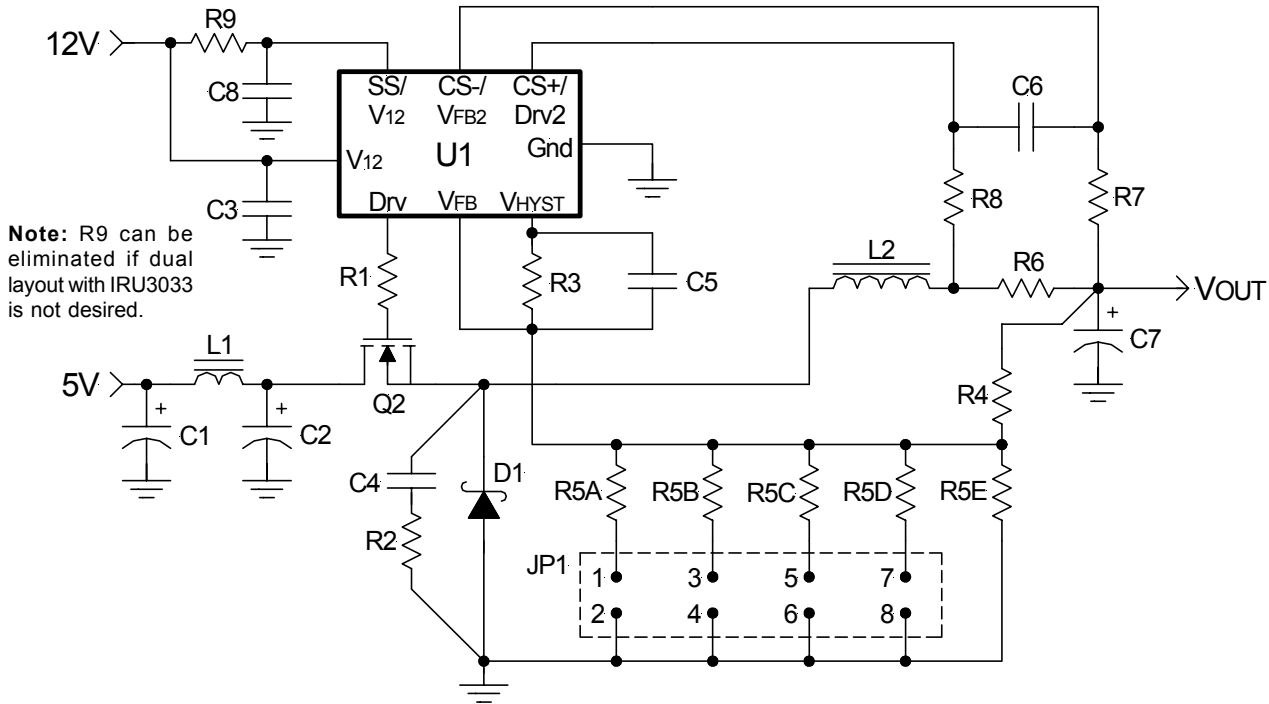 R9
12V
C8
SS/
V12
CS-/
VFB2
CS+/
Drv2
U1
Gnd
V12
Drv
VFB
VHYST
C6
R8
R7
C3
Note: R9 can be
eliminated if dual
layout with IRU3033
is not desired.
R1
R3
C5
L2
R6
VOUT
+
C7
L1
5V
+
C1
+
C2
Q2
R4
C4
R2
D1
R5A
R5B
R5C
R5D
R5E
JP1
1
3
5
7
2
4
6
8